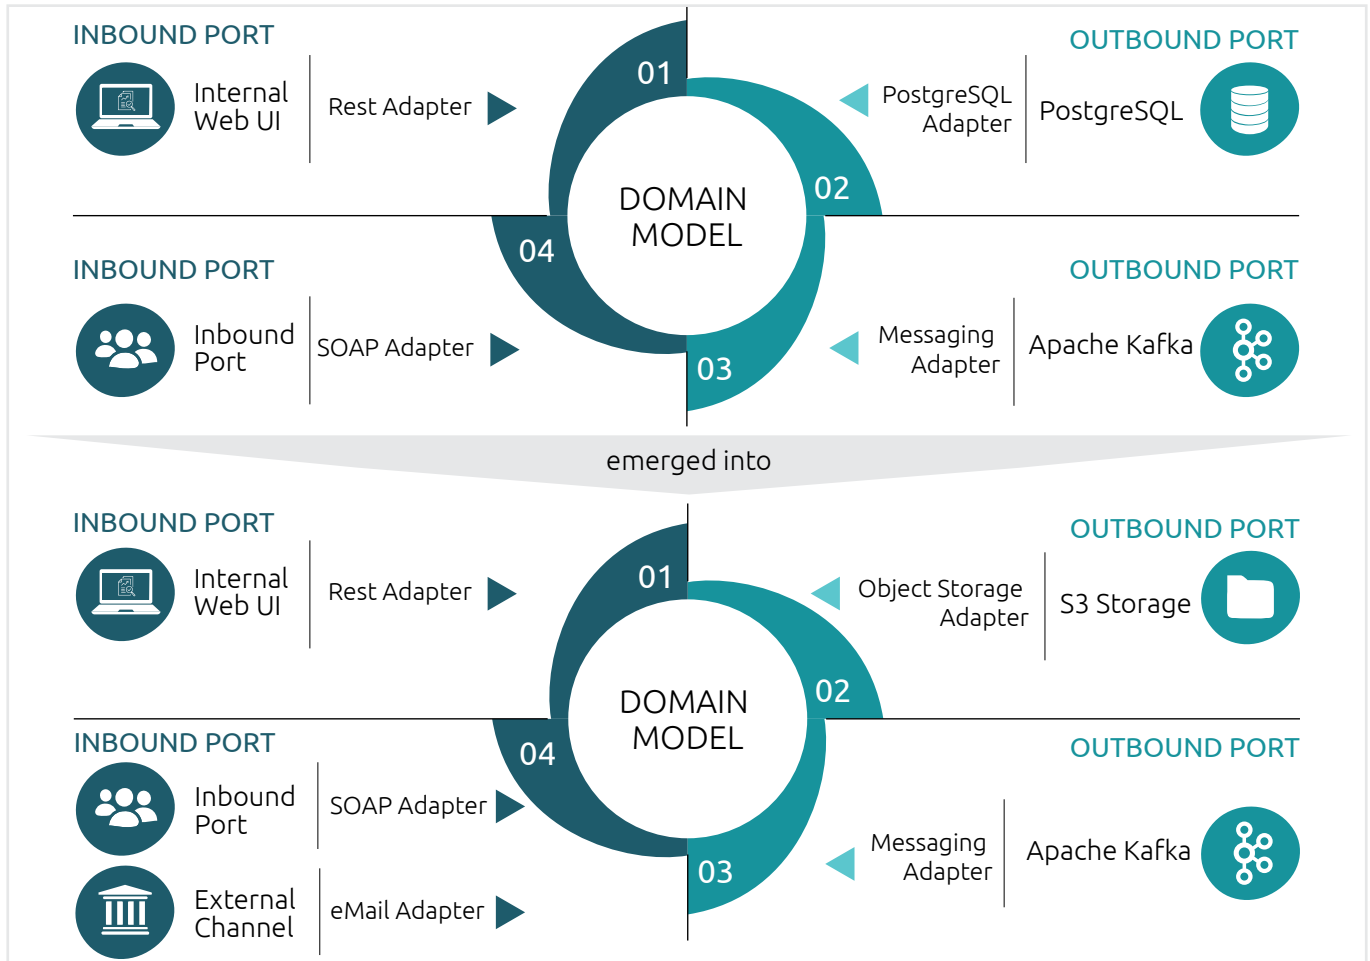 INBOUND PORT
Internal
Web UI
Rest Adapter
01
OUTBOUND PORT
PostgreSQL
Adapter
PostgreSQL
02
DOMAIN
MODEL
INBOUND PORT
Inbound
Port
SOAP Adapter
04
OUTBOUND PORT
Messaging
Adapter
Apache Kafka
03
emerged into
INBOUND PORT
Internal
Web UI
Rest Adapter
01
OUTBOUND PORT
Object Storage
Adapter
S3 Storage
02
DOMAIN
MODEL
INBOUND PORT
Inbound
Port
SOAP Adapter
04
External
Channel
eMail Adapter
OUTBOUND PORT
Messaging
Adapter
Apache Kafka
03